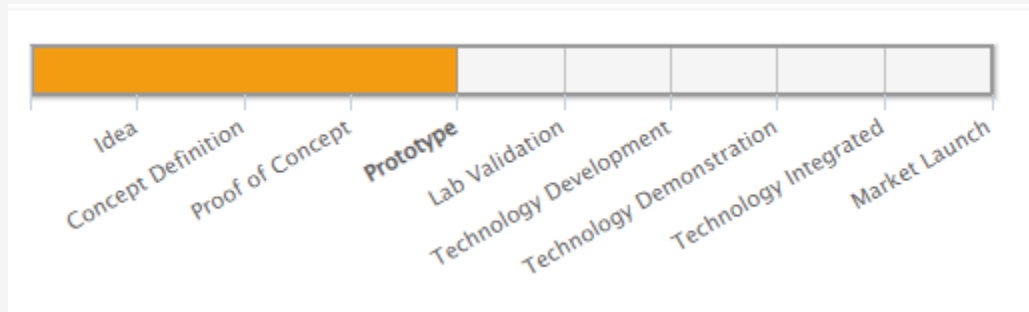 Idea
Concept Definition
Proof of Concept
Prototype
Lab Validation
Technology Development
Technology Demonstration
Technology Integrated
Market Launch